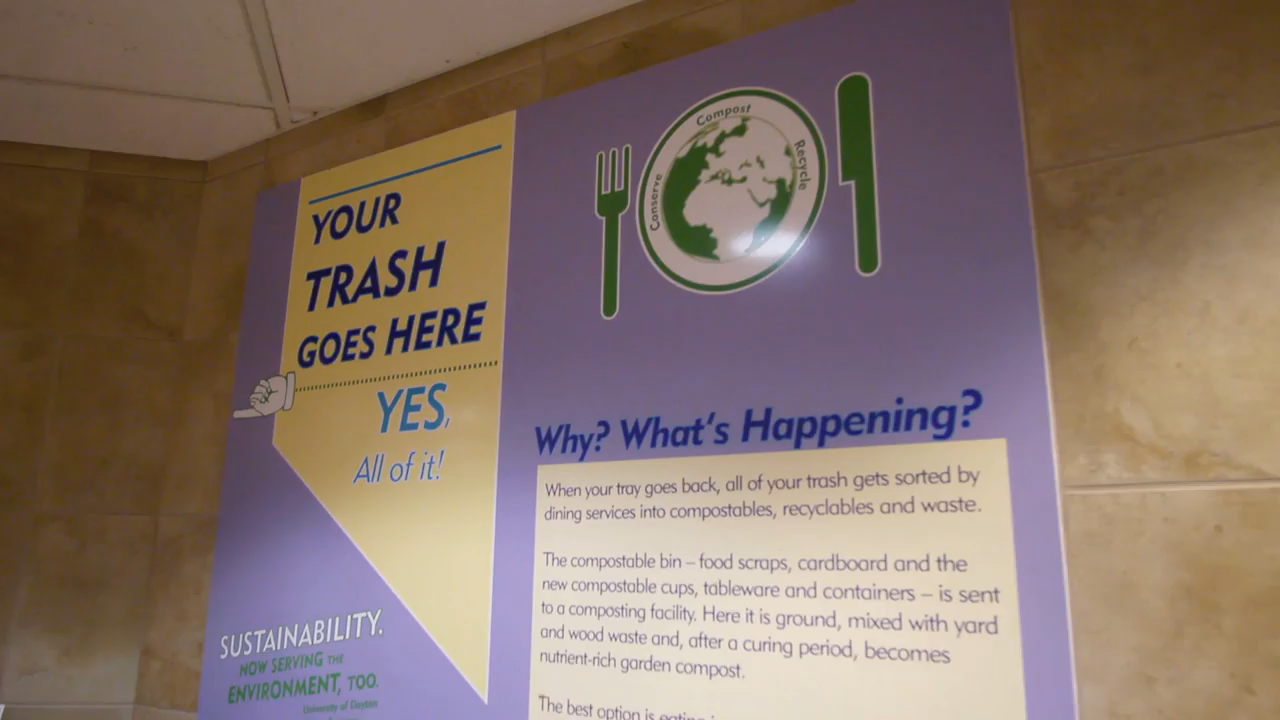 YOUR
TRASH
GOES HERE
YES,
All of it!
SUSTAINABILITY.
NOW SERVING THE
ENVIRONMENT, TOO.
University of Dayton
Conserve
Compost
Recycle
Why? What's Happening?
When your tray goes back, all of your trash gets sorted by
dining services into compostables, recyclables and waste.
The compostable bin – food scraps, cardboard and the
new compostable cups, tableware and containers – is sent
to a composting facility. Here it is ground, mixed with yard
and wood waste and, after a curing period, becomes
nutrient-rich garden compost.
The best option is eating